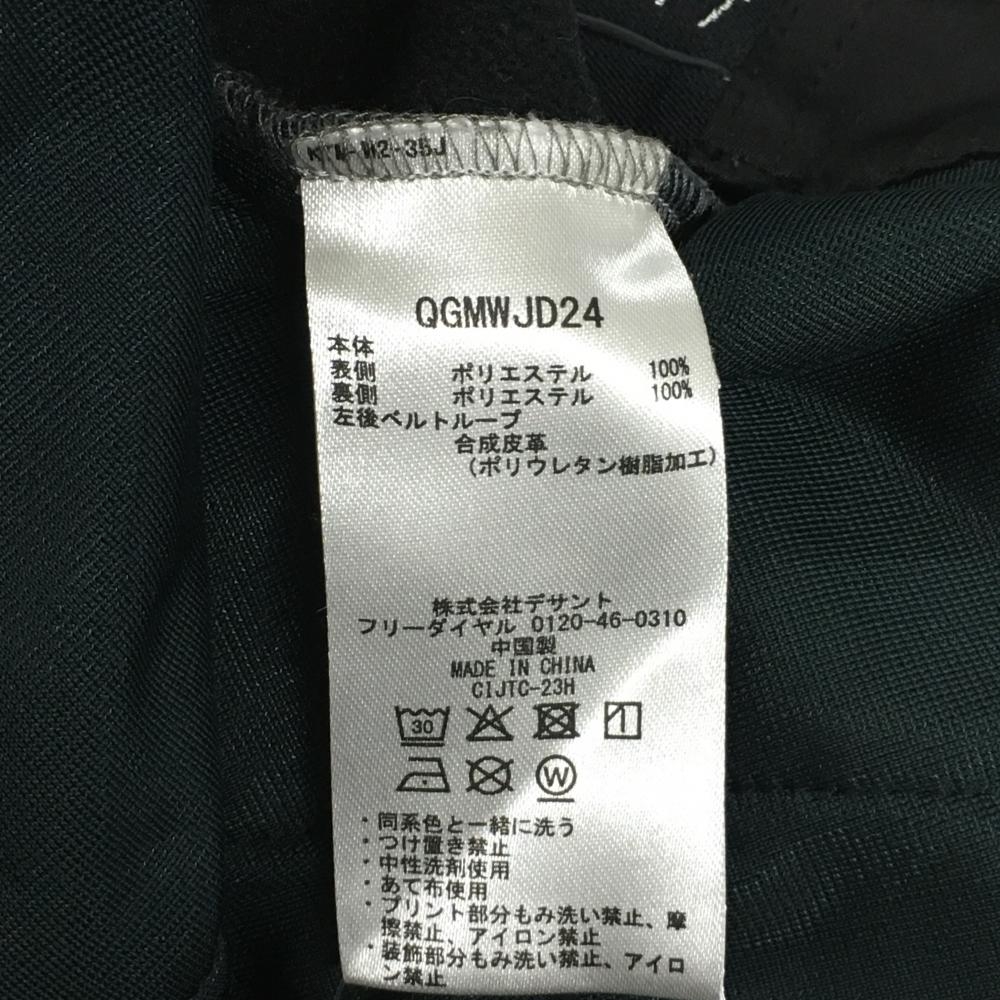 W2-35J
QGMWJD24
本体
表側 ポリエステル 100%
裏側 ポリエステル 100%
左後ベルトループ
合成皮革
(ポリウレタン樹脂加工)
株式会社デサント
フリーダイヤル 0120-46-0310
中国製
MADE IN CHINA
CIJTC-23H
30
W
・同系色と一緒に洗う
・つけ置き禁止
・中性洗剤使用
・あて布使用
・プリント部分もみ洗い禁止、摩
擦禁止、アイロン禁止
・装飾部分もみ洗い禁止、アイロ
ン禁止